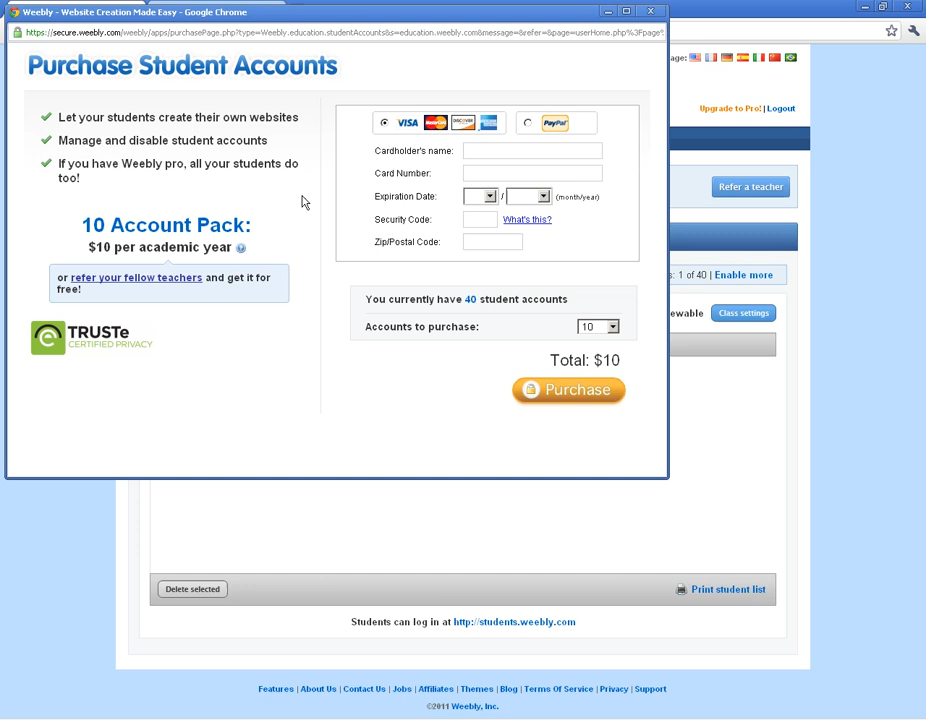 Weebly - Website Creation Made Easy - Google Chrome
https://secure.weebly.com/weebly/apps/purchasePage.php?type=Weebly.education.studentAccounts&s=education.weebly.com&message=&refer=&page=userHome.php%3Fpage%
Purchase Student Accounts
Let your students create their own websites
Manage and disable student accounts
If you have Weebly pro, all your students do
too!
10 Account Pack:
$10 per academic year ?
or refer your fellow teachers and get it for
free!
TRUSTe
CERTIFIED PRIVACY
VISA MasterCard DISCOVER PayPal
Cardholder's name:
Card Number:
Expiration Date: / (month/year)
Security Code: What's this?
Zip/Postal Code:
You currently have 40 student accounts
Accounts to purchase: 10
Total: $10
Purchase
age:
Upgrade to Pro! | Logout
Refer a teacher
s: 1 of 40 | Enable more
ewable Class settings
Delete selected
Print student list
Students can log in at http://students.weebly.com
Features | About Us | Contact Us | Jobs | Affiliates | Themes | Blog | Terms Of Service | Privacy | Support
©2011 Weebly, Inc.